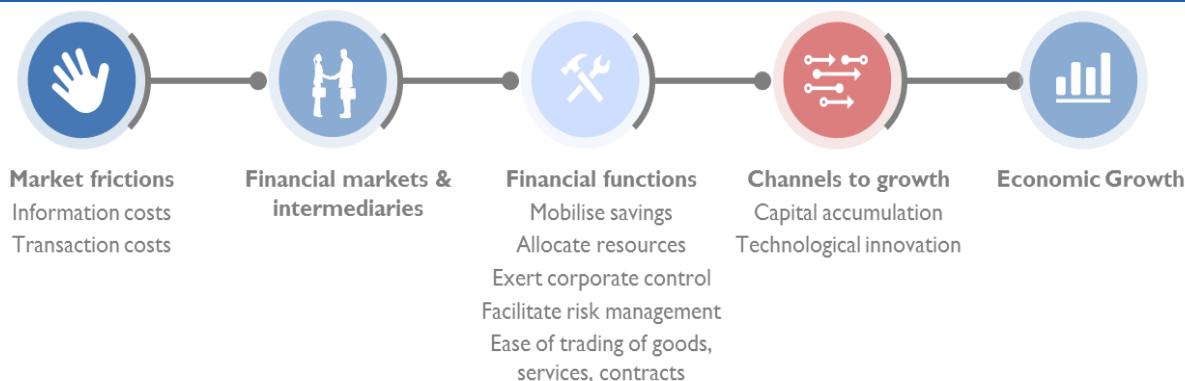 Market frictions
Information costs
Transaction costs
Financial markets &
intermediaries
Financial functions
Mobilise savings
Allocate resources
Exert corporate control
Facilitate risk management
Ease of trading of goods,
services, contracts
Channels to growth
Capital accumulation
Technological innovation
Economic Growth